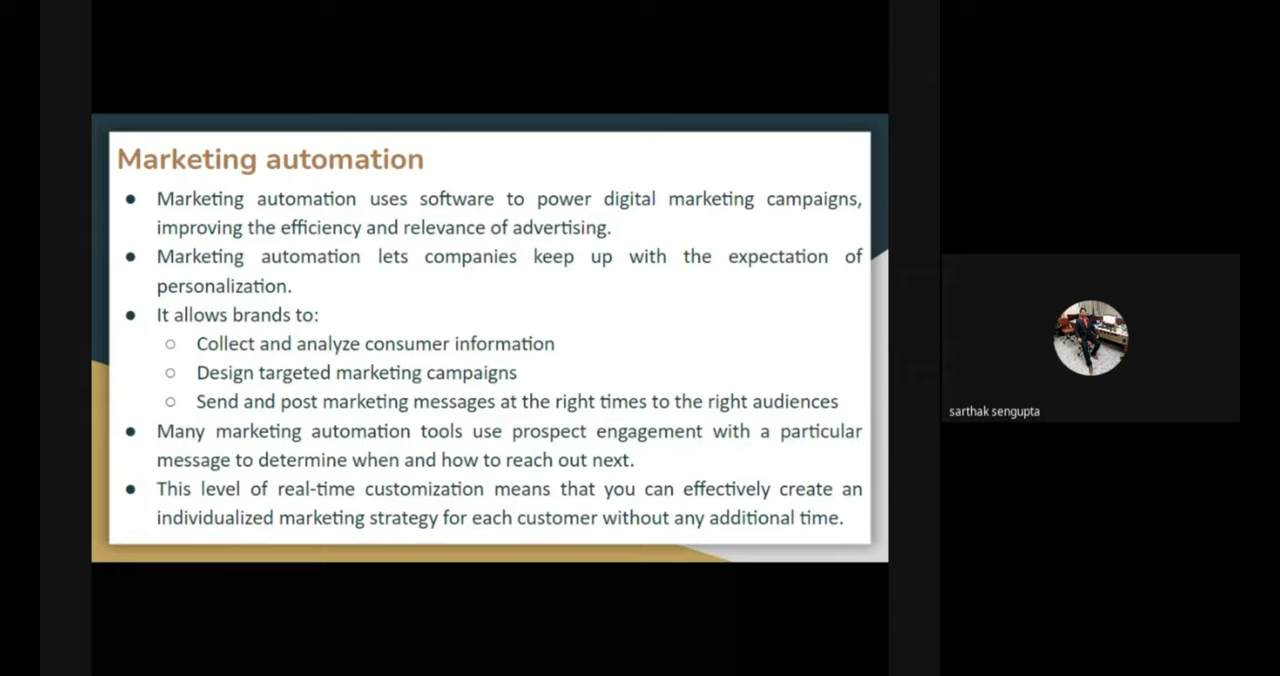 Marketing automation
● Marketing automation uses software to power digital marketing campaigns,
improving the efficiency and relevance of advertising.
● Marketing automation lets companies keep up with the expectation of
personalization.
● It allows brands to:
○ Collect and analyze consumer information
○ Design targeted marketing campaigns
○ Send and post marketing messages at the right times to the right audiences
● Many marketing automation tools use prospect engagement with a particular
message to determine when and how to reach out next.
● This level of real-time customization means that you can effectively create an
individualized marketing strategy for each customer without any additional time.
sarthak sengupta